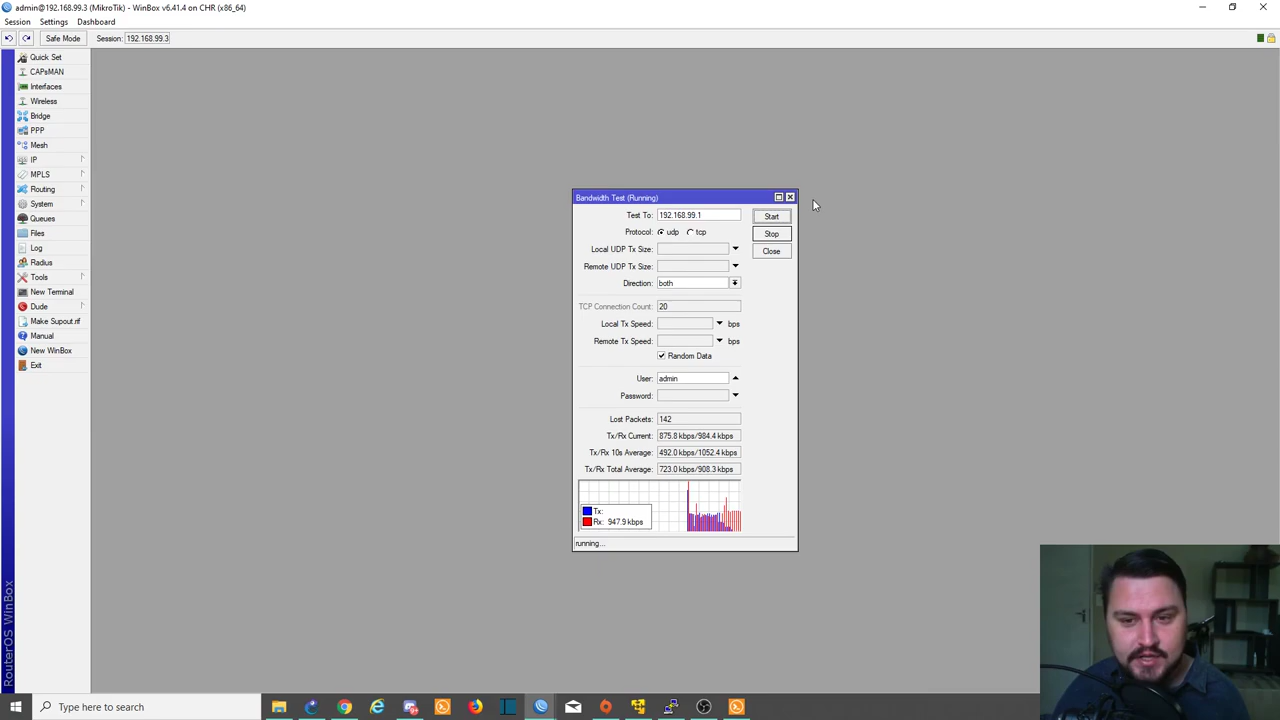 admin@192.168.99.3 (MikroTik) - WinBox v6.41.4 on CHR (x86_64)
Session Settings Dashboard
Safe Mode Session: 192.168.99.3
Quick Set
CAPsMAN
Interfaces
Wireless
Bridge
PPP
Mesh
IP
MPLS
Routing
System
Queues
Files
Log
Radius
Tools
New Terminal
Dude
Make Supout.rif
Manual
New WinBox
Exit
RouterOS WinBox
Bandwidth Test (Running)
Test To: 192.168.99.1 Start
Protocol: udp tcp Stop
Local UDP Tx Size: Close
Remote UDP Tx Size:
Direction: both
TCP Connection Count: 20
Local Tx Speed: bps
Remote Tx Speed: bps
Random Data
User: admin
Password:
Lost Packets: 142
Tx/Rx Current: 875.8 kbps/984.4 kbps
Tx/Rx 10s Average: 492.0 kbps/1052.4 kbps
Tx/Rx Total Average: 723.0 kbps/908.3 kbps
Tx:
Rx: 947.9 kbps
running...
Type here to search